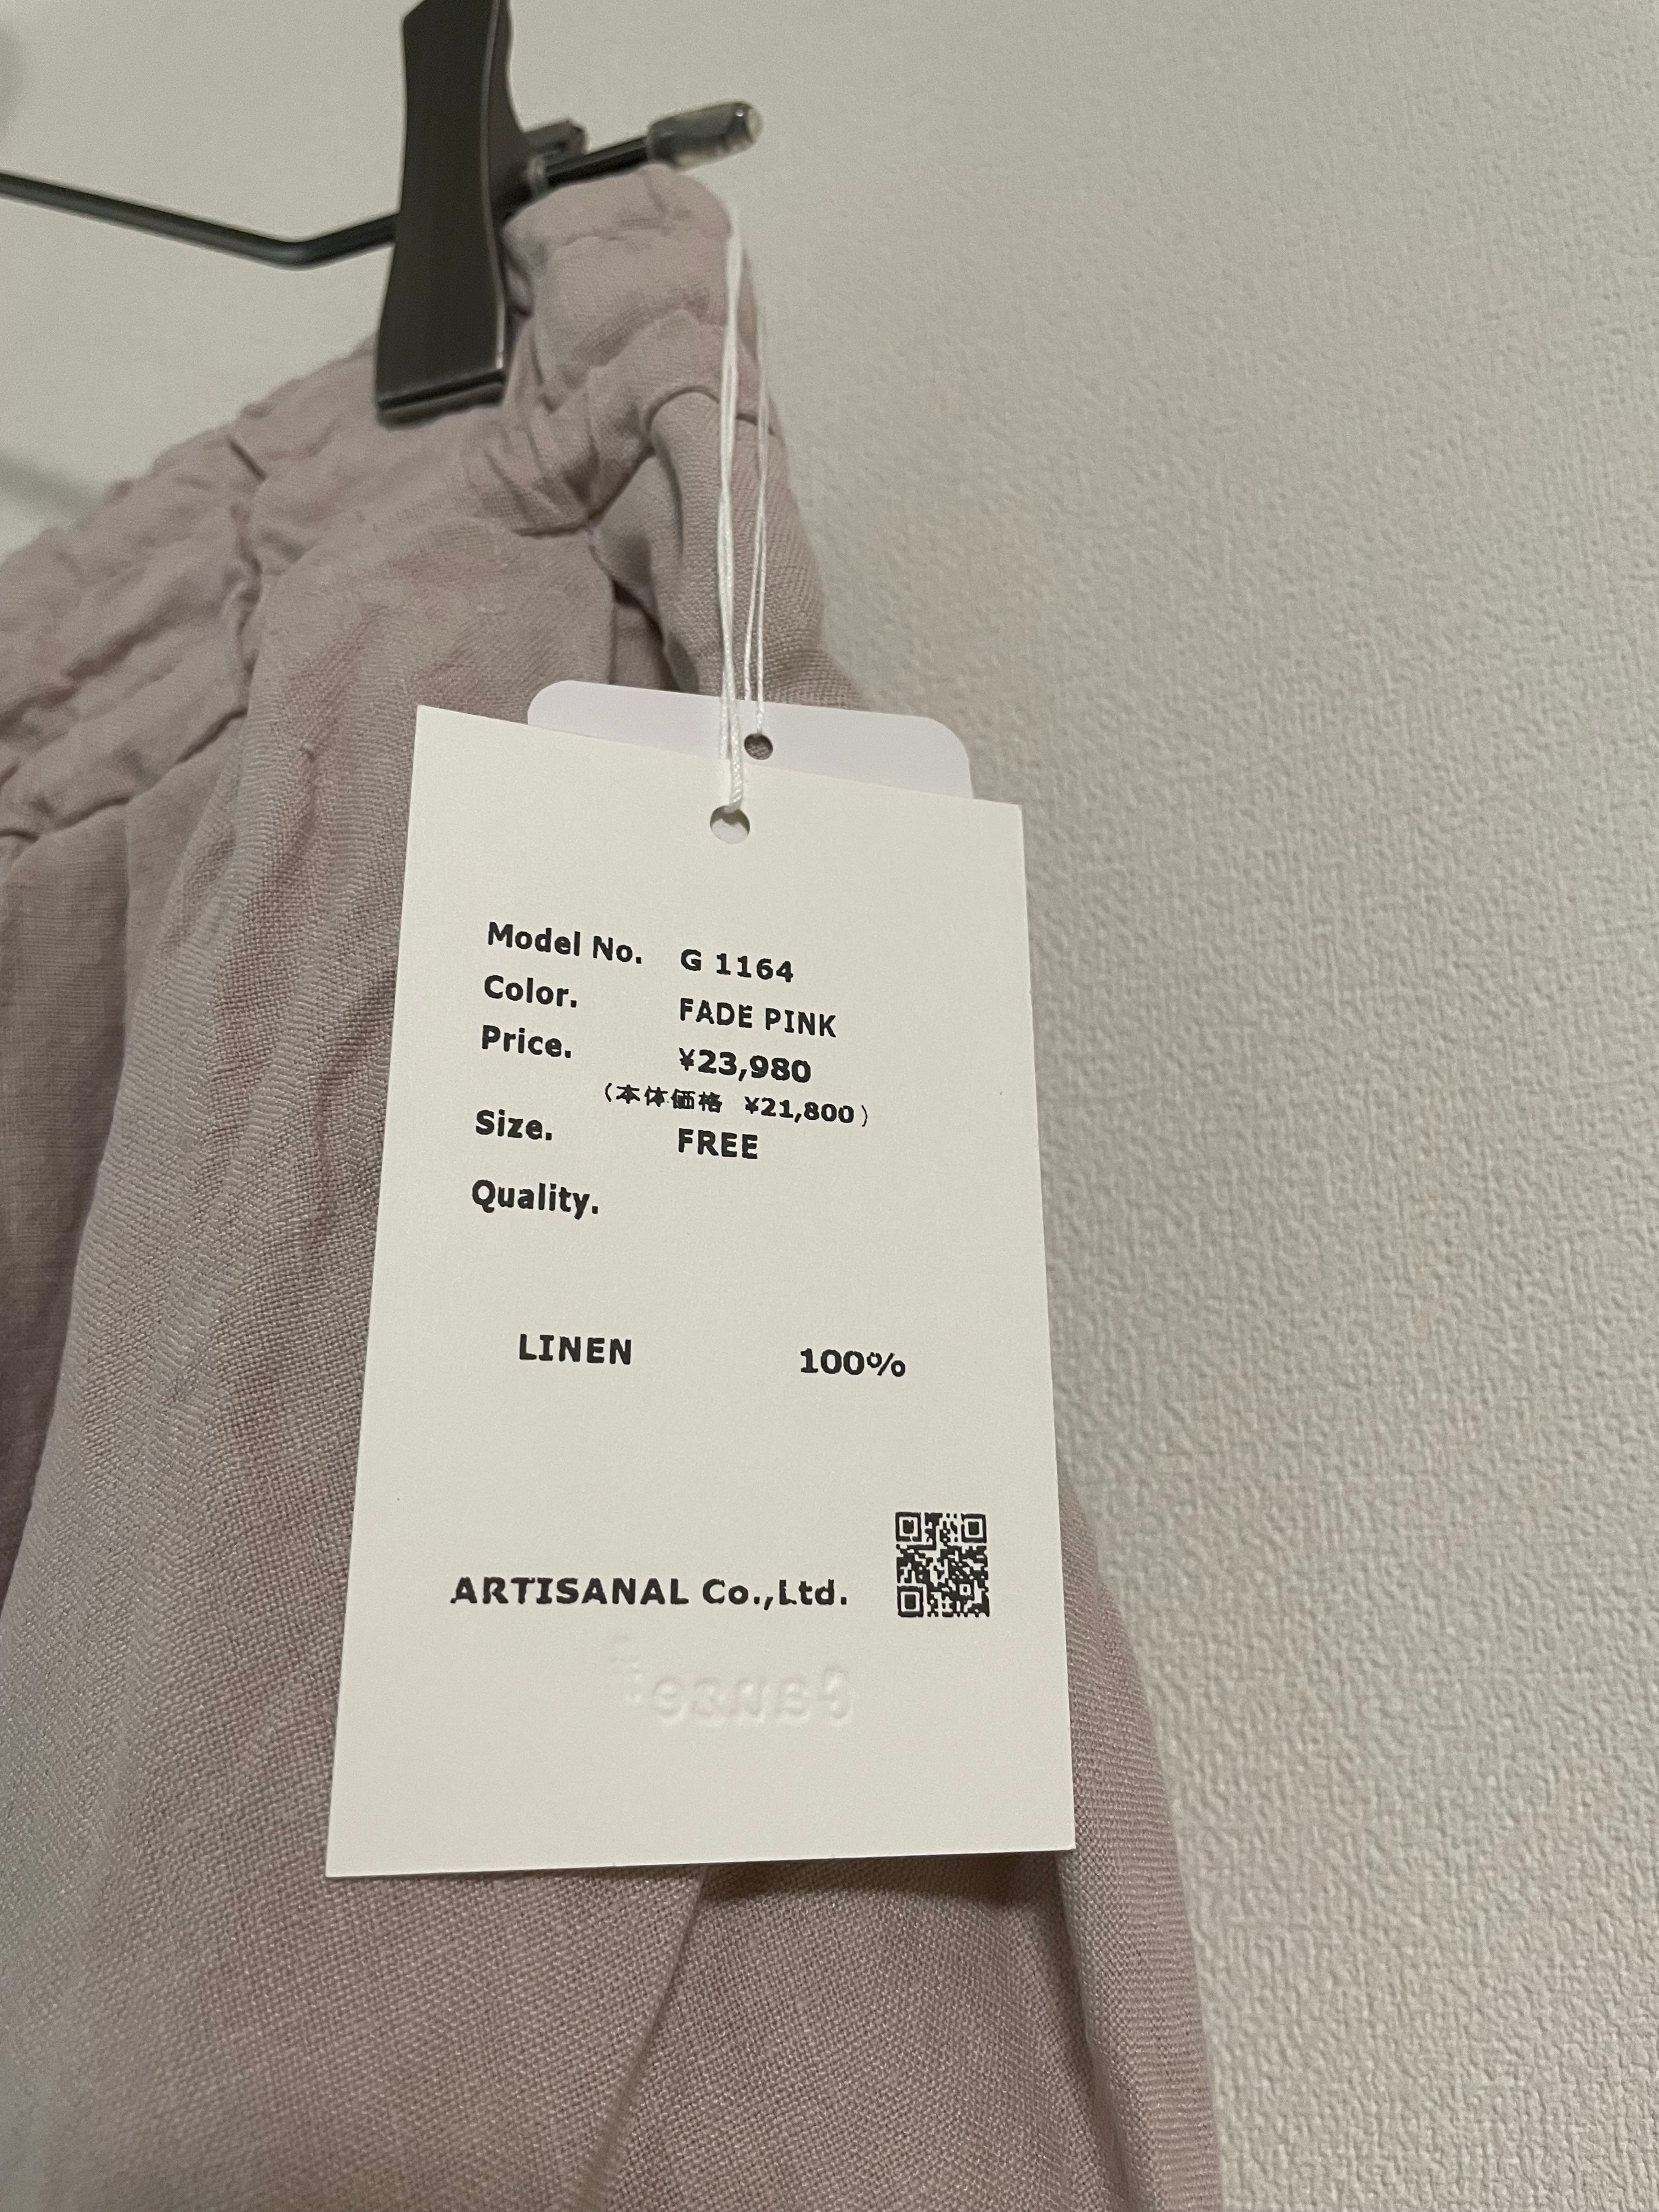 Model No. G 1164
Color. FADE PINK
Price. ¥23,980
(本体価格 ¥21,800)
Size. FREE
Quality.
LINEN 100%
ARTISANAL Co.,Ltd.